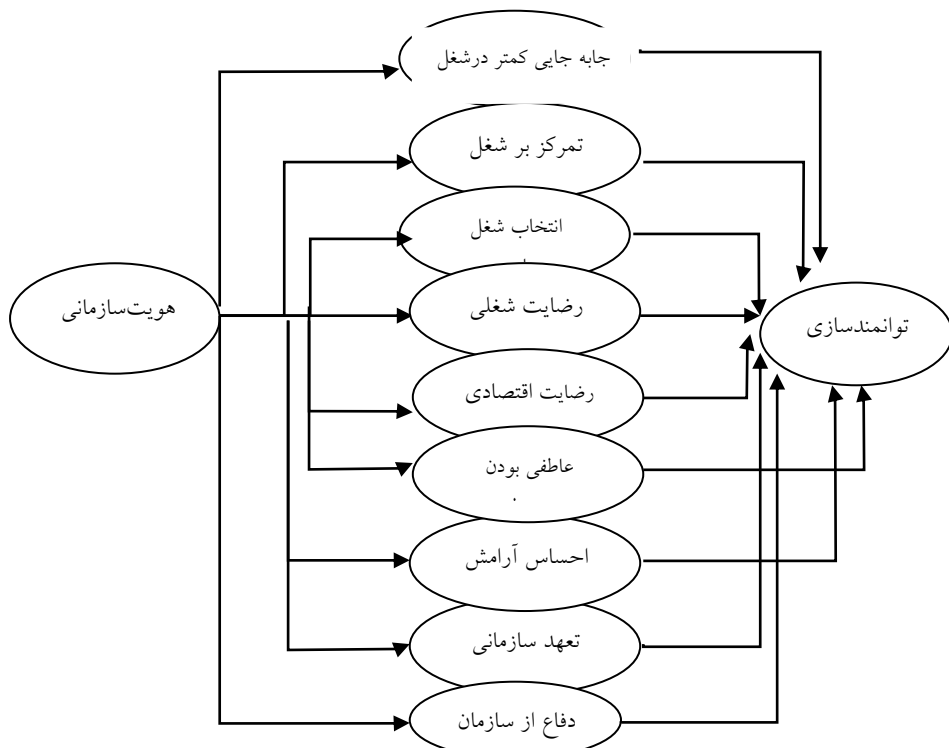 جابه جایی کمتر درشغل
تمرکز بر شغل
انتخاب شغل
هویت‌سازمانی
رضایت شغلی
توانمندسازی
رضایت اقتصادی
عاطفی بودن
احساس آرامش
تعهد سازمانی
دفاع از سازمان